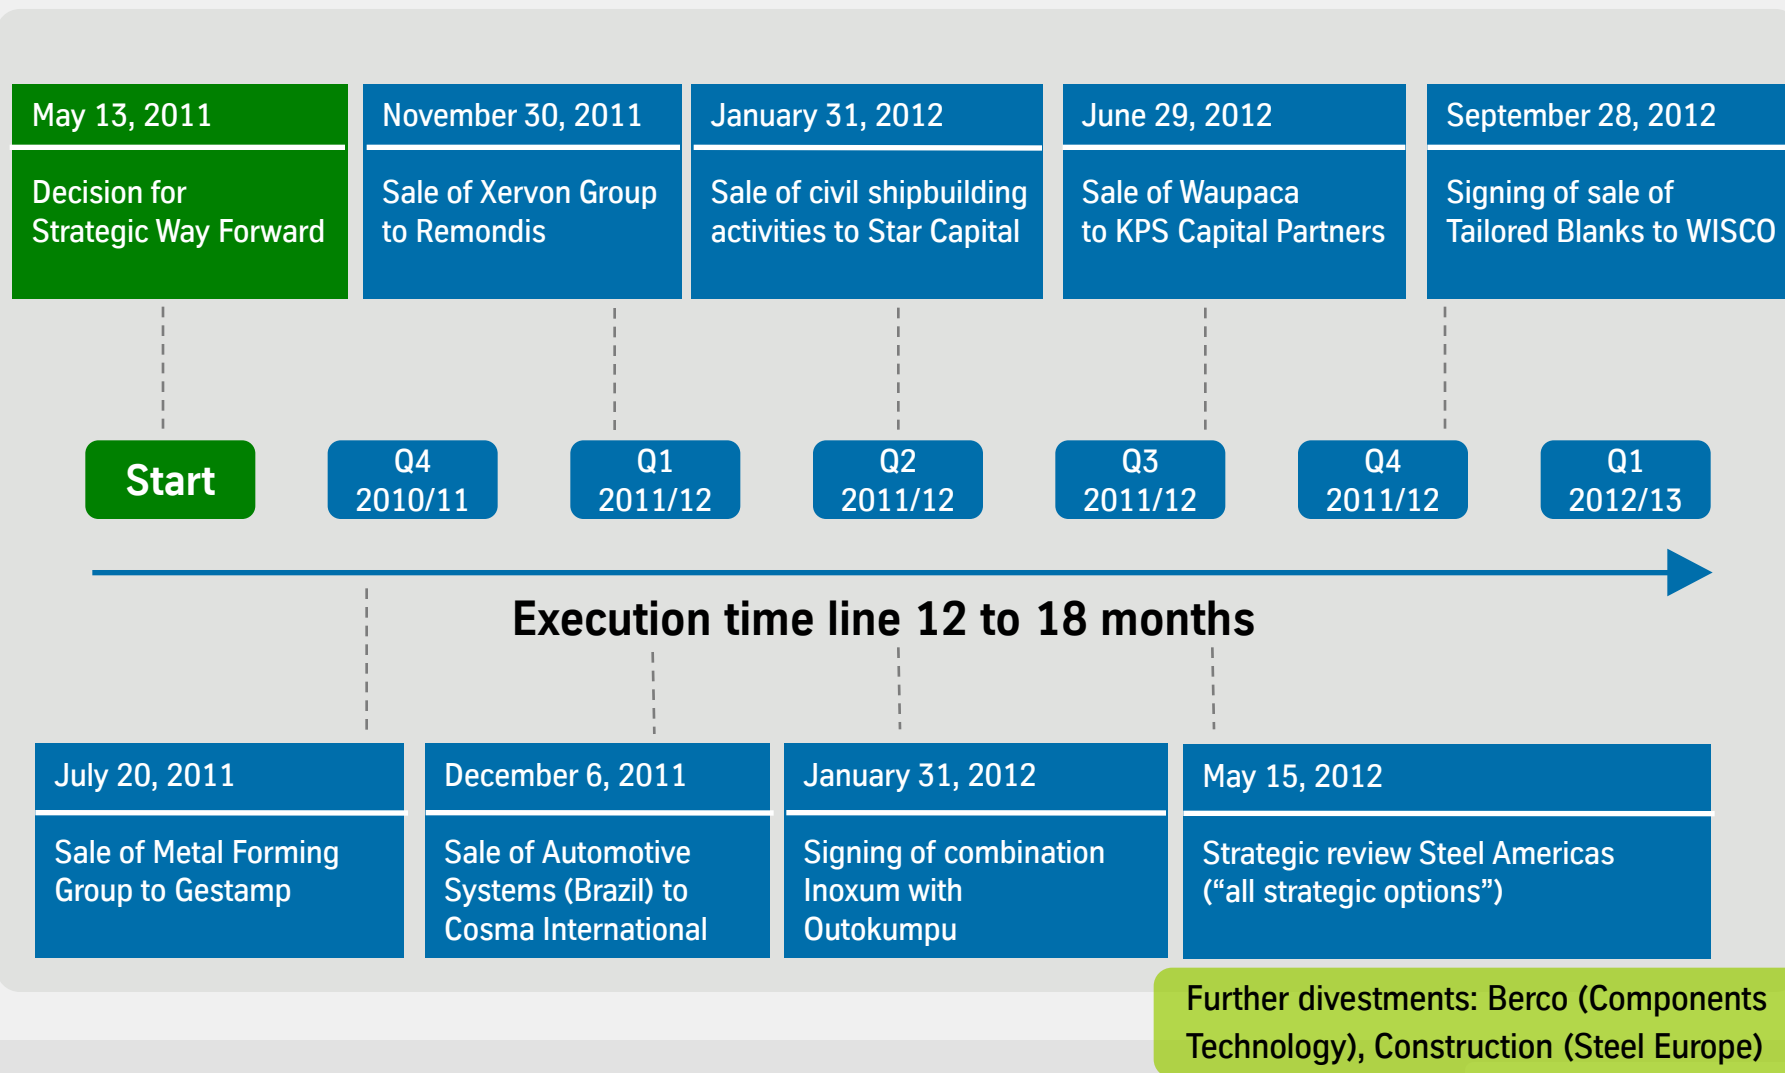 May 13, 2011
Decision for
Strategic Way Forward
November 30, 2011
Sale of Xervon Group
to Remondis
January 31, 2012
Sale of civil shipbuilding
activities to Star Capital
June 29, 2012
Sale of Waupaca
to KPS Capital Partners
September 28, 2012
Signing of sale of
Tailored Blanks to WISCO
Start
Q4
2010/11
Q1
2011/12
Q2
2011/12
Q3
2011/12
Q4
2011/12
Q1
2012/13
Execution time line 12 to 18 months
July 20, 2011
Sale of Metal Forming
Group to Gestamp
December 6, 2011
Sale of Automotive
Systems (Brazil) to
Cosma International
January 31, 2012
Signing of combination
Inoxum with
Outokumpu
May 15, 2012
Strategic review Steel Americas
(“all strategic options”)
Further divestments: Berco (Components
Technology), Construction (Steel Europe)